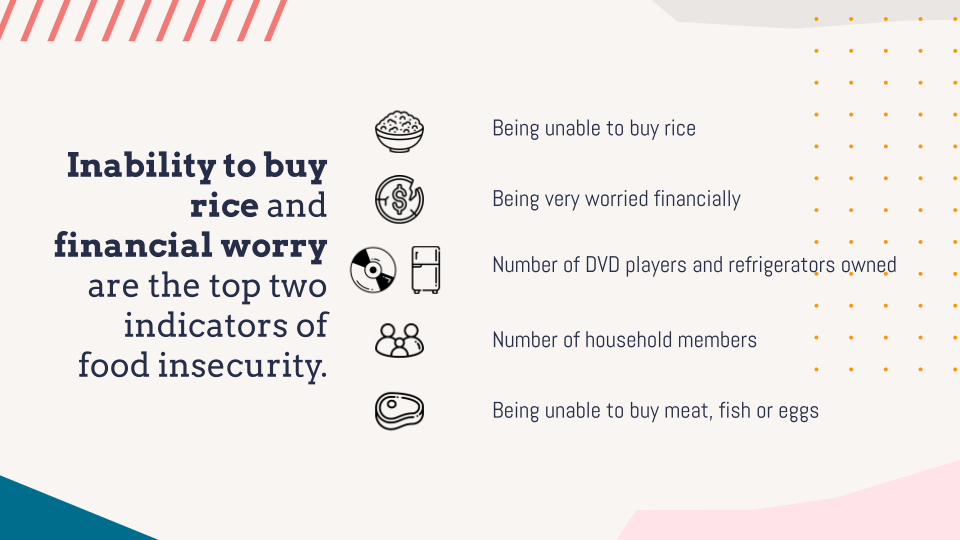 Inability to buy
rice and
financial worry
are the top two
indicators of
food insecurity.
Being unable to buy rice
Being very worried financially
Number of DVD players and refrigerators owned
Number of household members
Being unable to buy meat, fish or eggs